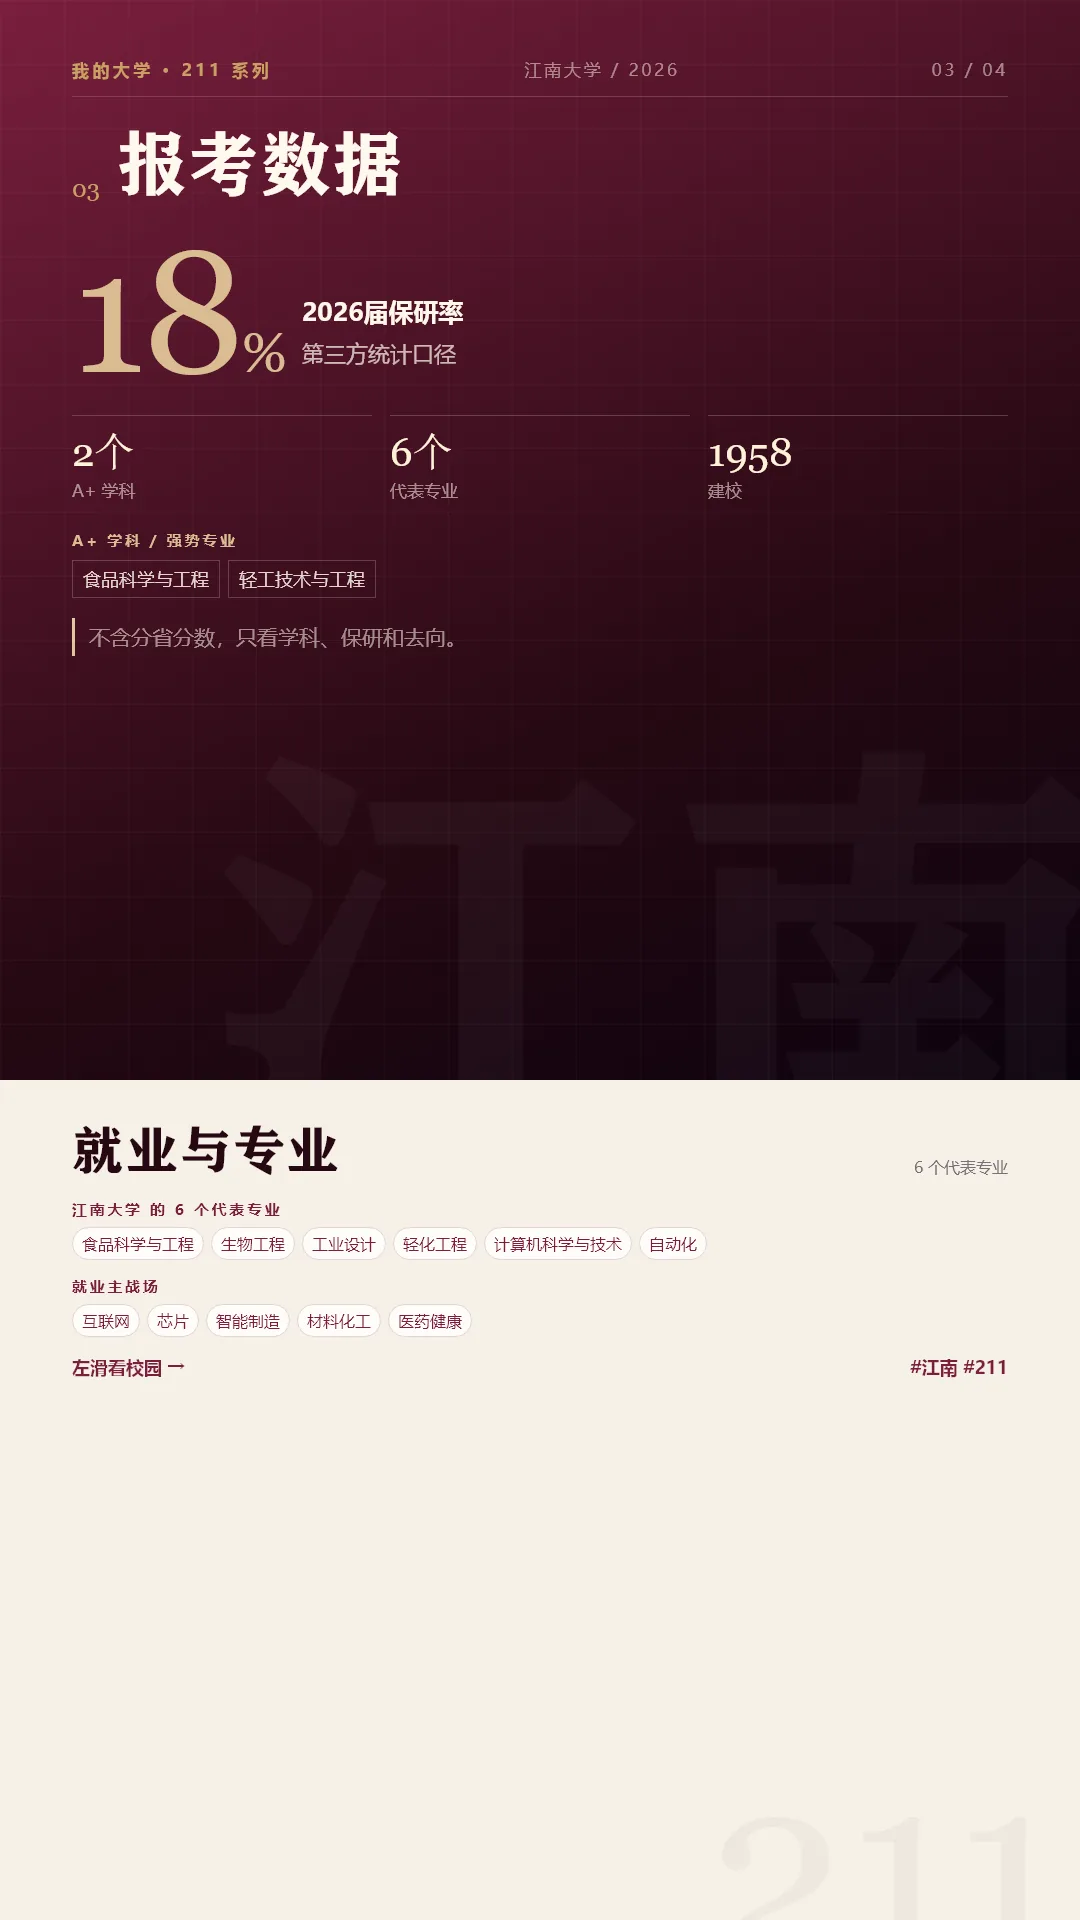 我的大学 • 211 系列
江南大学 / 2026
03 / 04
03 报考数据
18%
2026届保研率
第三方统计口径
2个
A+ 学科
6个
代表专业
1958
建校
A+ 学科 / 强势专业
食品科学与工程 轻工技术与工程
不含分省分数，只看学科、保研和去向。
江南
就业与专业
6 个代表专业
江南大学 的 6 个代表专业
食品科学与工程 生物工程 工业设计 轻化工程 计算机科学与技术 自动化
就业主战场
互联网 芯片 智能制造 材料化工 医药健康
左滑看校园 →
#江南 #211
211